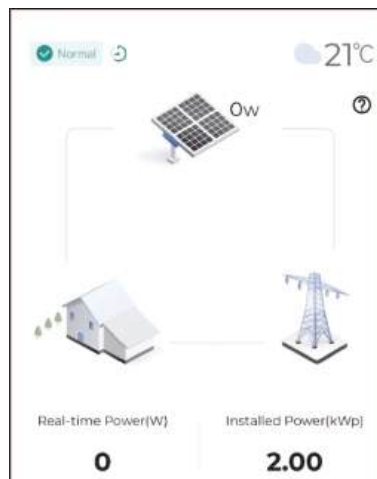 Normal
21°C
0w
?
Real-time Power(W)
Installed Power(kWp)
0
2.00